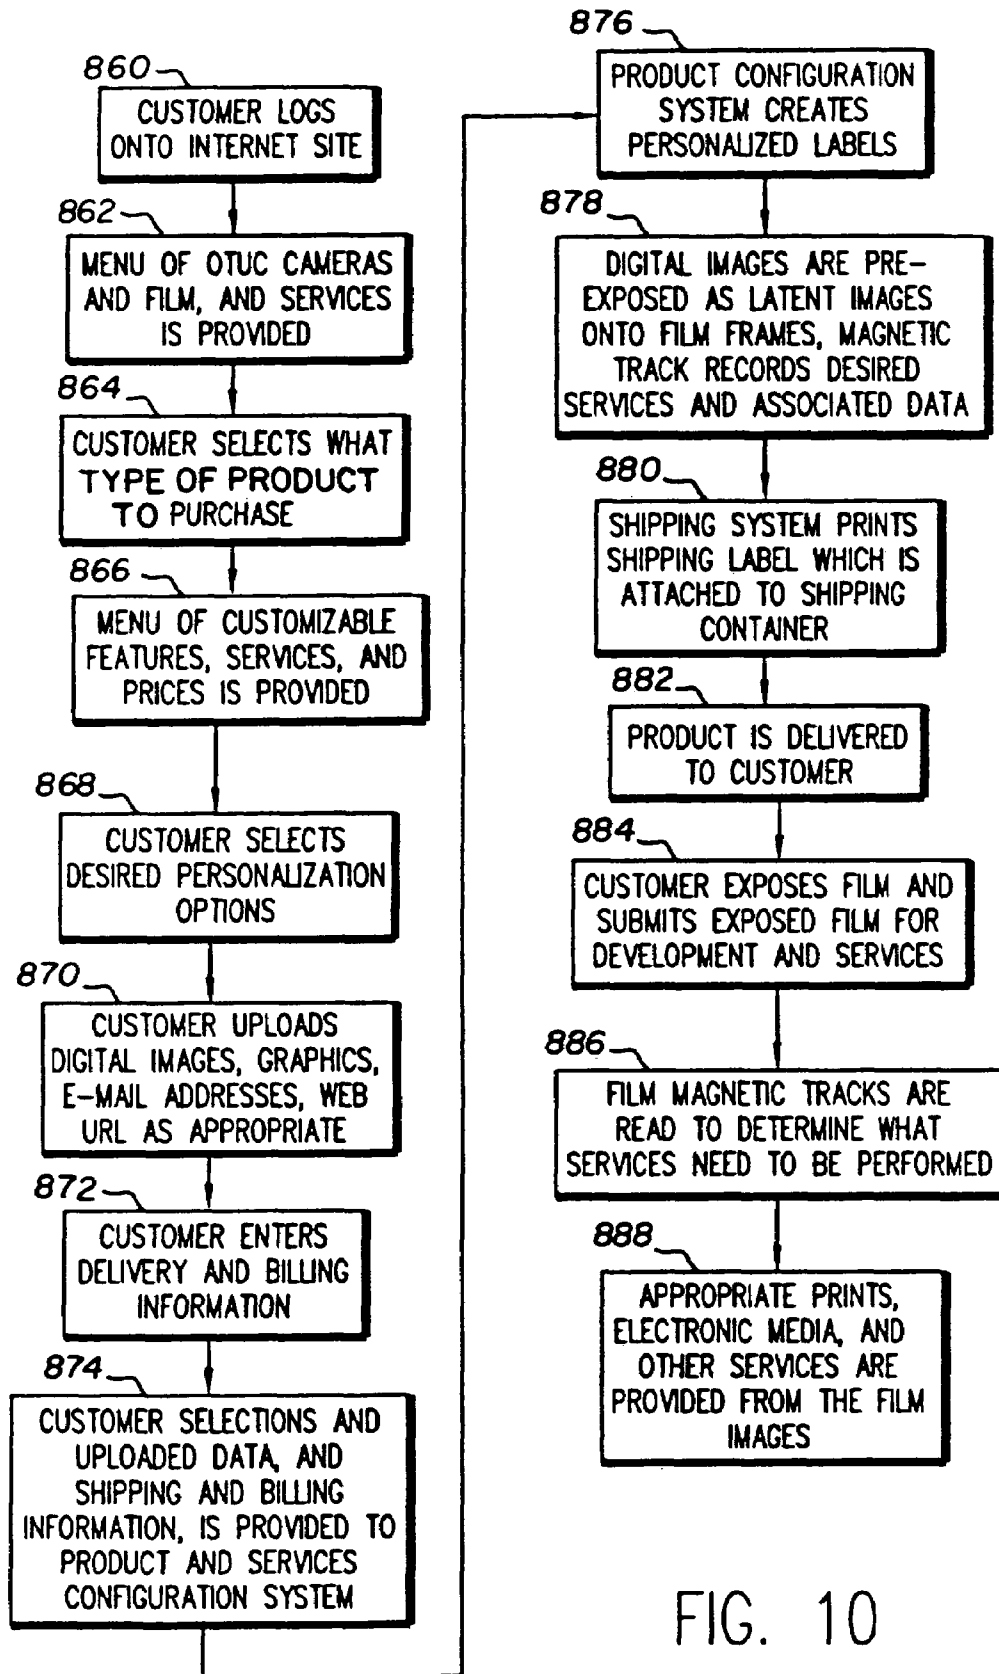 860
CUSTOMER LOGS
ONTO INTERNET SITE
862
MENU OF OTUC CAMERAS
AND FILM, AND SERVICES
IS PROVIDED
864
CUSTOMER SELECTS WHAT
TYPE OF PRODUCT
TO PURCHASE
866
MENU OF CUSTOMIZABLE
FEATURES, SERVICES, AND
PRICES IS PROVIDED
868
CUSTOMER SELECTS
DESIRED PERSONALIZATION
OPTIONS
870
CUSTOMER UPLOADS
DIGITAL IMAGES, GRAPHICS,
E-MAIL ADDRESSES, WEB
URL AS APPROPRIATE
872
CUSTOMER ENTERS
DELIVERY AND BILLING
INFORMATION
874
CUSTOMER SELECTIONS AND
UPLOADED DATA, AND
SHIPPING AND BILLING
INFORMATION, IS PROVIDED TO
PRODUCT AND SERVICES
CONFIGURATION SYSTEM
876
PRODUCT CONFIGURATION
SYSTEM CREATES
PERSONALIZED LABELS
878
DIGITAL IMAGES ARE PRE-
EXPOSED AS LATENT IMAGES
ONTO FILM FRAMES, MAGNETIC
TRACK RECORDS DESIRED
SERVICES AND ASSOCIATED DATA
880
SHIPPING SYSTEM PRINTS
SHIPPING LABEL WHICH IS
ATTACHED TO SHIPPING
CONTAINER
882
PRODUCT IS DELIVERED
TO CUSTOMER
884
CUSTOMER EXPOSES FILM AND
SUBMITS EXPOSED FILM FOR
DEVELOPMENT AND SERVICES
886
FILM MAGNETIC TRACKS ARE
READ TO DETERMINE WHAT
SERVICES NEED TO BE PERFORMED
888
APPROPRIATE PRINTS,
ELECTRONIC MEDIA, AND
OTHER SERVICES ARE
PROVIDED FROM THE FILM
IMAGES
FIG. 10